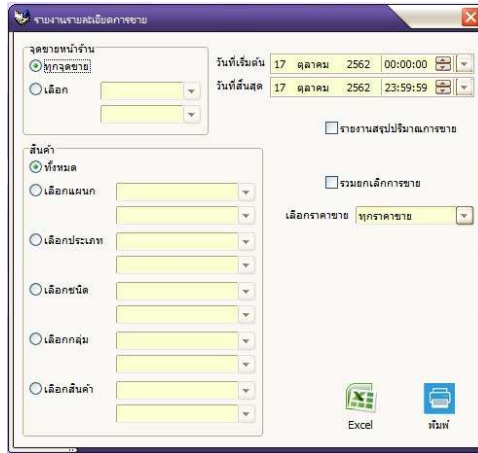 รายงานรายละเอียดการขาย
จุดขายหน้าร้าน
ทุกจุดขาย
เลือก
วันที่เริ่มต้น 17 ตุลาคม 2562 00:00:00
วันที่สิ้นสุด 17 ตุลาคม 2562 23:59:59
รายงานสรุปปริมาณการขาย
สินค้า
ทั้งหมด
รวมยกเลิกการขาย
เลือกแผนก
เลือกราคาขาย ทุกราคาขาย
เลือกประเภท
เลือกชนิด
เลือกกลุ่ม
เลือกสินค้า
Excel พิมพ์